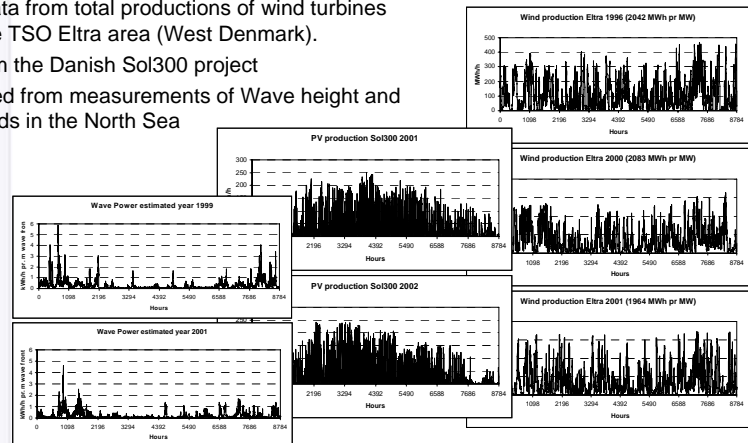 ata from total productions of wind turbines
e TSO Eltra area (West Denmark).
m the Danish Sol300 project
ed from measurements of Wave height and
ds in the North Sea
Wind production Eltra 1996 (2042 MWh pr MW)
MWh/h
500
400
300
200
100
0
0 1098 2196 3294 4392 5490 6588 7686 8784
Hours
PV production Sol300 2001
300
250
200
2196 3294 4392 5490 6588 7686 8784
Hours
Wind production Eltra 2000 (2083 MWh pr MW)
1098 2196 3294 4392 5490 6588 7686 8784
Hours
Wave Power estimated year 1999
kWh/h pr. m wave front
6
5
4
3
2
1
0
0 1098 2196 3294 4392 5490 6588 7686 8784
Hours
PV production Sol300 2002
2196 3294 4392 5490 6588 7686 8784
Hours
Wind production Eltra 2001 (1964 MWh pr MW)
1098 2196 3294 4392 5490 6588 7686 8784
Hours
Wave Power estimated year 2001
kWh/h pr. m wave front
6
5
4
3
2
1
0
0 1098 2196 3294 4392 5490 6588 7686 8784
Hours